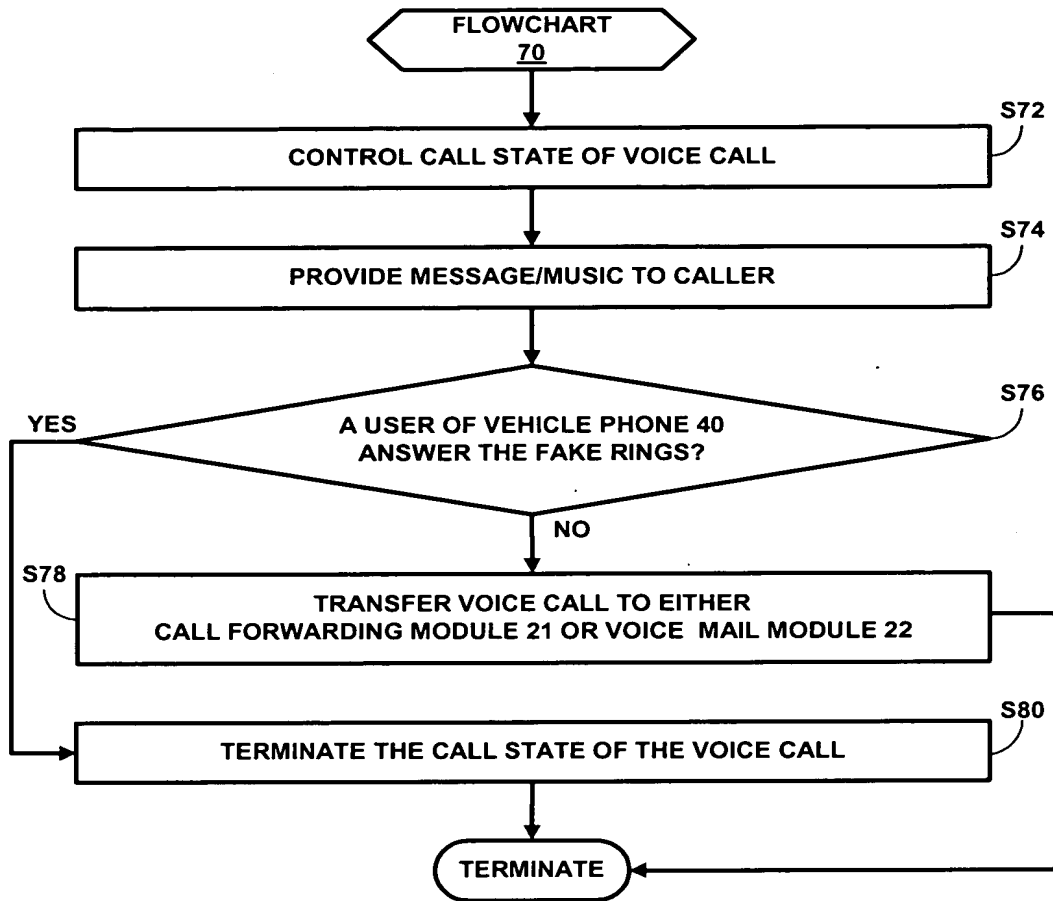 FLOWCHART
70
S72
CONTROL CALL STATE OF VOICE CALL
S74
PROVIDE MESSAGE/MUSIC TO CALLER
S76
YES
A USER OF VEHICLE PHONE 40
ANSWER THE FAKE RINGS?
NO
S78
TRANSFER VOICE CALL TO EITHER
CALL FORWARDING MODULE 21 OR VOICE MAIL MODULE 22
S80
TERMINATE THE CALL STATE OF THE VOICE CALL
TERMINATE